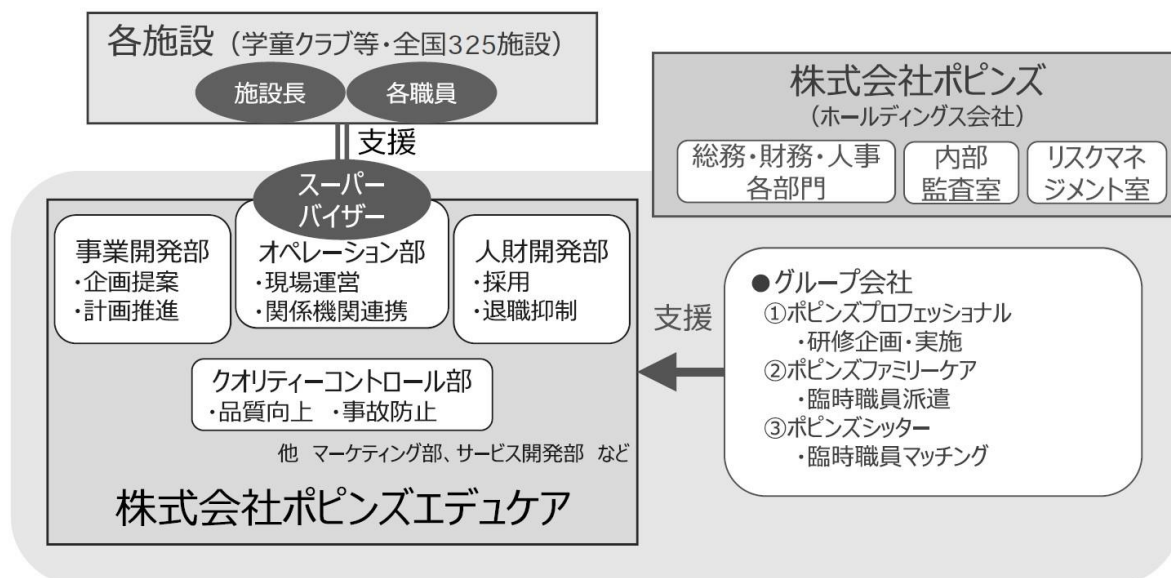 各施設（学童クラブ等・全国325施設）
施設長
各職員
支援
スーパー
バイザー
事業開発部
・企画提案
・計画推進
オペレーション部
・現場運営
・関係機関連携
人財開発部
・採用
・退職抑制
クオリティーコントロール部
・品質向上 ・事故防止
他 マーケティング部、サービス開発部 など
株式会社ポピンズエデュケア
株式会社ポピンズ
（ホールディングス会社）
総務・財務・人事
各部門
内部
監査室
リスクマネ
ジメント室
支援
●グループ会社
①ポピンズプロフェッショナル
・研修企画・実施
②ポピンズファミリーケア
・臨時職員派遣
③ポピンズシッター
・臨時職員マッチング